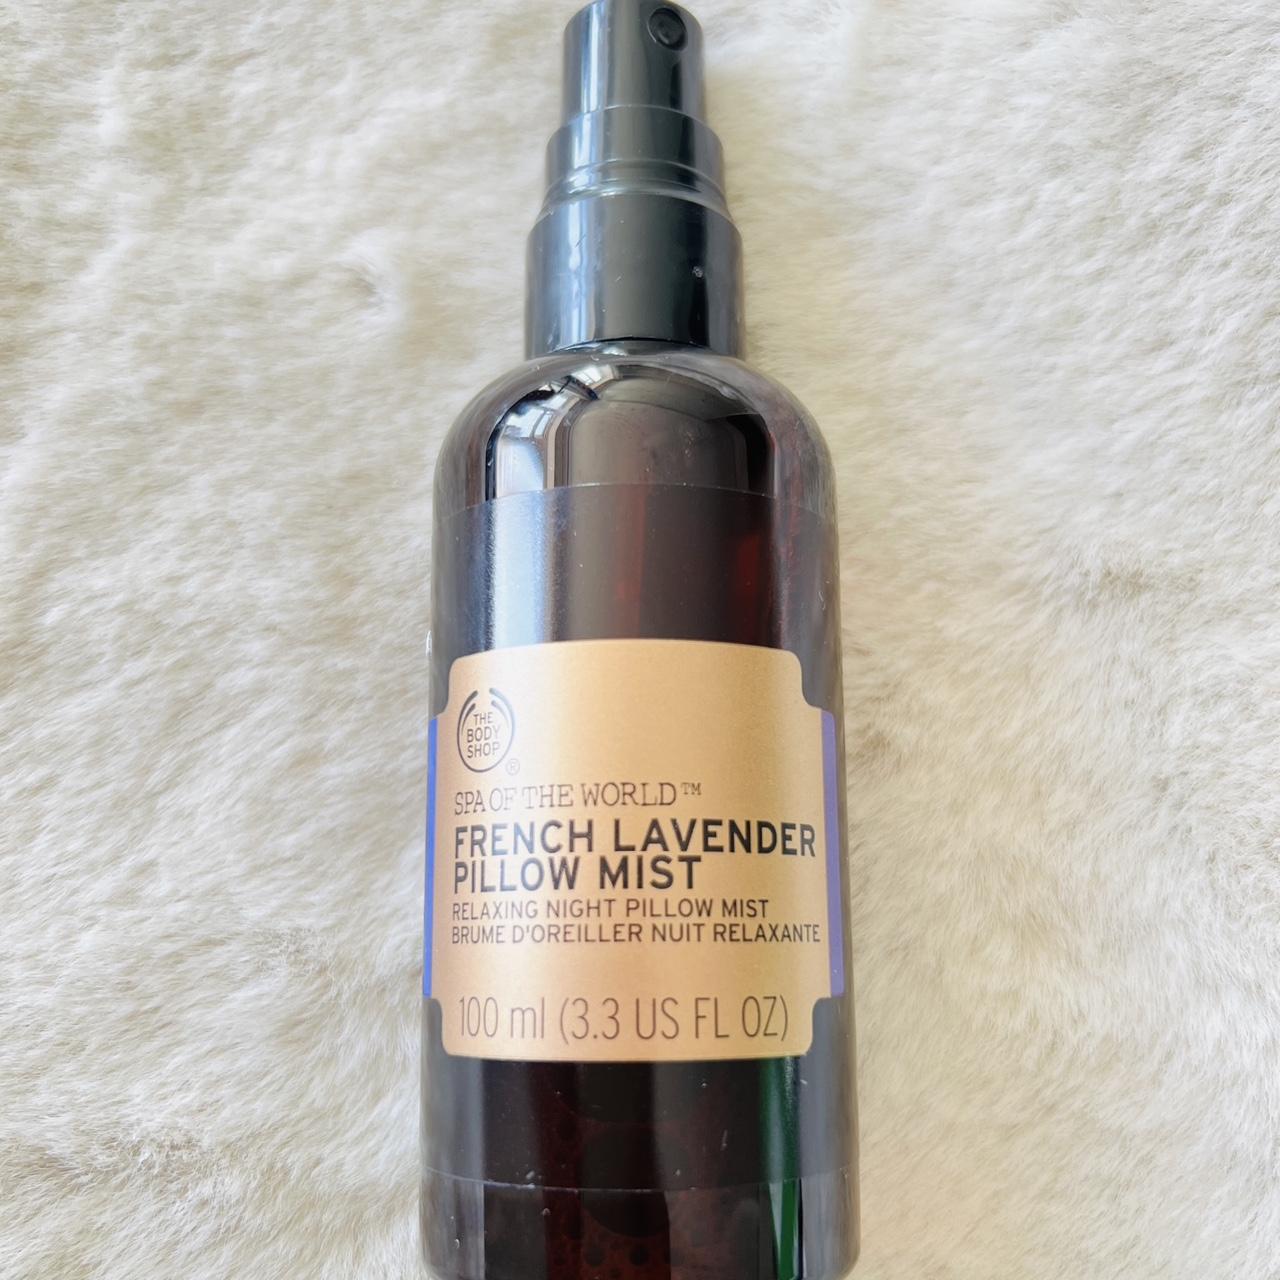 THE
BODY
SHOP
®
SPA OF THE WORLD™
FRENCH LAVENDER
PILLOW MIST
RELAXING NIGHT PILLOW MIST
BRUME D'OREILLER NUIT RELAXANTE
100 ml (3.3 US FL OZ)